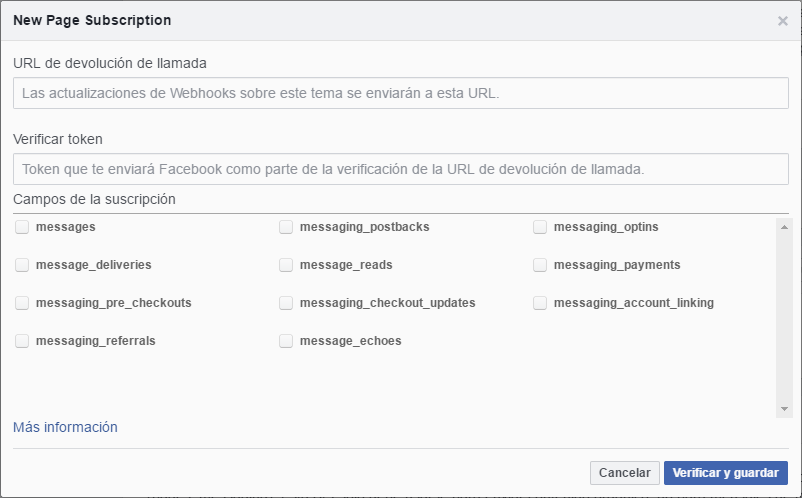 New Page Subscription
×
URL de devolución de llamada
Las actualizaciones de Webhooks sobre este tema se enviarán a esta URL.
Verificar token
Token que te enviará Facebook como parte de la verificación de la URL de devolución de llamada.
Campos de la suscripción
messages messaging_postbacks messaging_optins
message_deliveries message_reads messaging_payments
messaging_pre_checkouts messaging_checkout_updates messaging_account_linking
messaging_referrals message_echoes
Más información
Cancelar Verificar y guardar